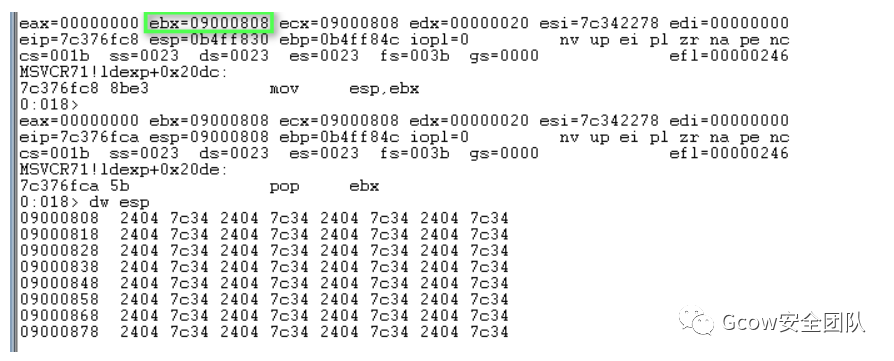 eax=00000000 ebx=09000808 ecx=09000808 edx=00000020 esi=7c342278 edi=00000000
eip=7c376fc8 esp=0b4ff830 ebp=0b4ff84c iopl=0 nv up ei pl zr na pe nc
cs=001b ss=0023 ds=0023 es=0023 fs=003b gs=0000 efl=00000246
MSVCR71!ldexp+0x20dc:
7c376fc8 8be3 mov esp,ebx
0:018>
eax=00000000 ebx=09000808 ecx=09000808 edx=00000020 esi=7c342278 edi=00000000
eip=7c376fca esp=09000808 ebp=0b4ff84c iopl=0 nv up ei pl zr na pe nc
cs=001b ss=0023 ds=0023 es=0023 fs=003b gs=0000 efl=00000246
MSVCR71!ldexp+0x20de:
7c376fca 5b pop ebx
0:018> dw esp
09000808 2404 7c34 2404 7c34 2404 7c34 2404 7c34
09000818 2404 7c34 2404 7c34 2404 7c34 2404 7c34
09000828 2404 7c34 2404 7c34 2404 7c34 2404 7c34
09000838 2404 7c34 2404 7c34 2404 7c34 2404 7c34
09000848 2404 7c34 2404 7c34 2404 7c34 2404 7c34
09000858 2404 7c34 2404 7c34 2404 7c34 2404 7c34
09000868 2404 7c34 2404 7c34 2404 7c34 2404 7c34
09000878 2404 7c34 2404 7c34 2404 7c34 2404 7c34
Gcow安全团队